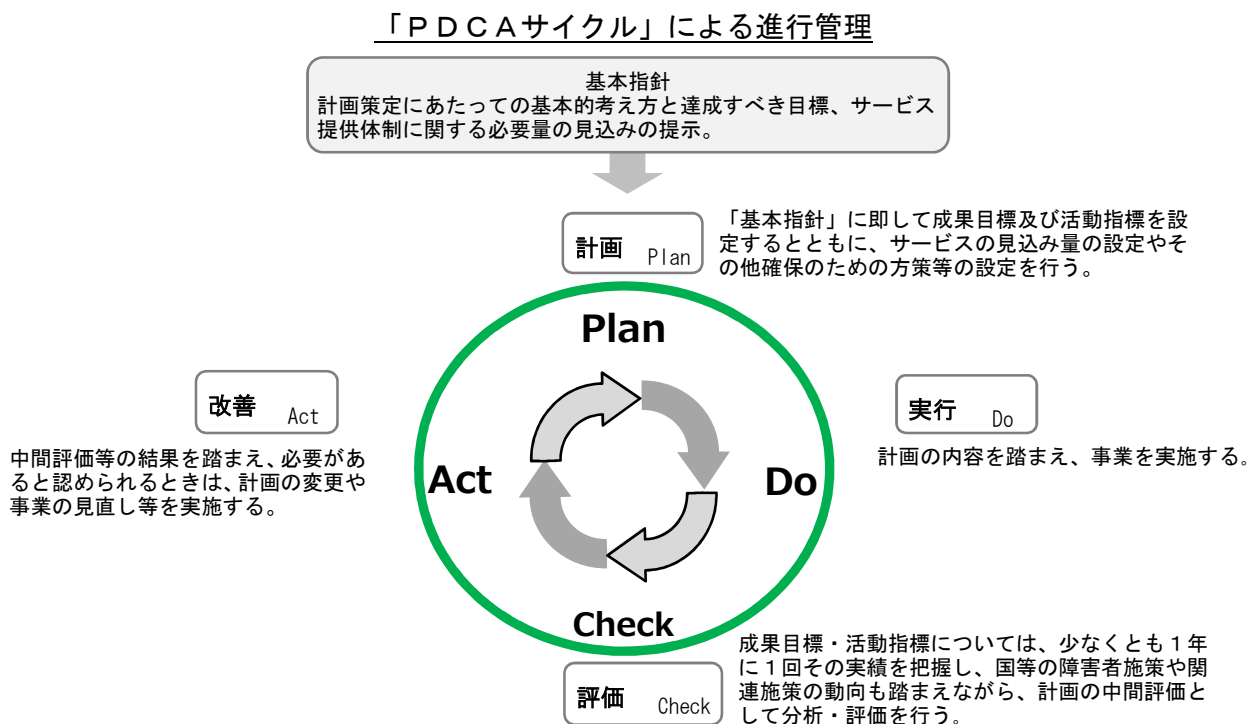 「ＰＤＣＡサイクル」による進行管理
基本指針
計画策定にあたっての基本的考え方と達成すべき目標、サービス
提供体制に関する必要量の見込みの提示。
計画 Plan
「基本指針」に即して成果目標及び活動指標を設
定するとともに、サービスの見込み量の設定やそ
の他確保のための方策等の設定を行う。
Plan
改善 Act
中間評価等の結果を踏まえ、必要があ
ると認められるときは、計画の変更や
事業の見直し等を実施する。
Act
Do
実行 Do
計画の内容を踏まえ、事業を実施する。
Check
評価 Check
成果目標・活動指標については、少なくとも１年
に１回その実績を把握し、国等の障害者施策や関
連施策の動向も踏まえながら、計画の中間評価と
して分析・評価を行う。